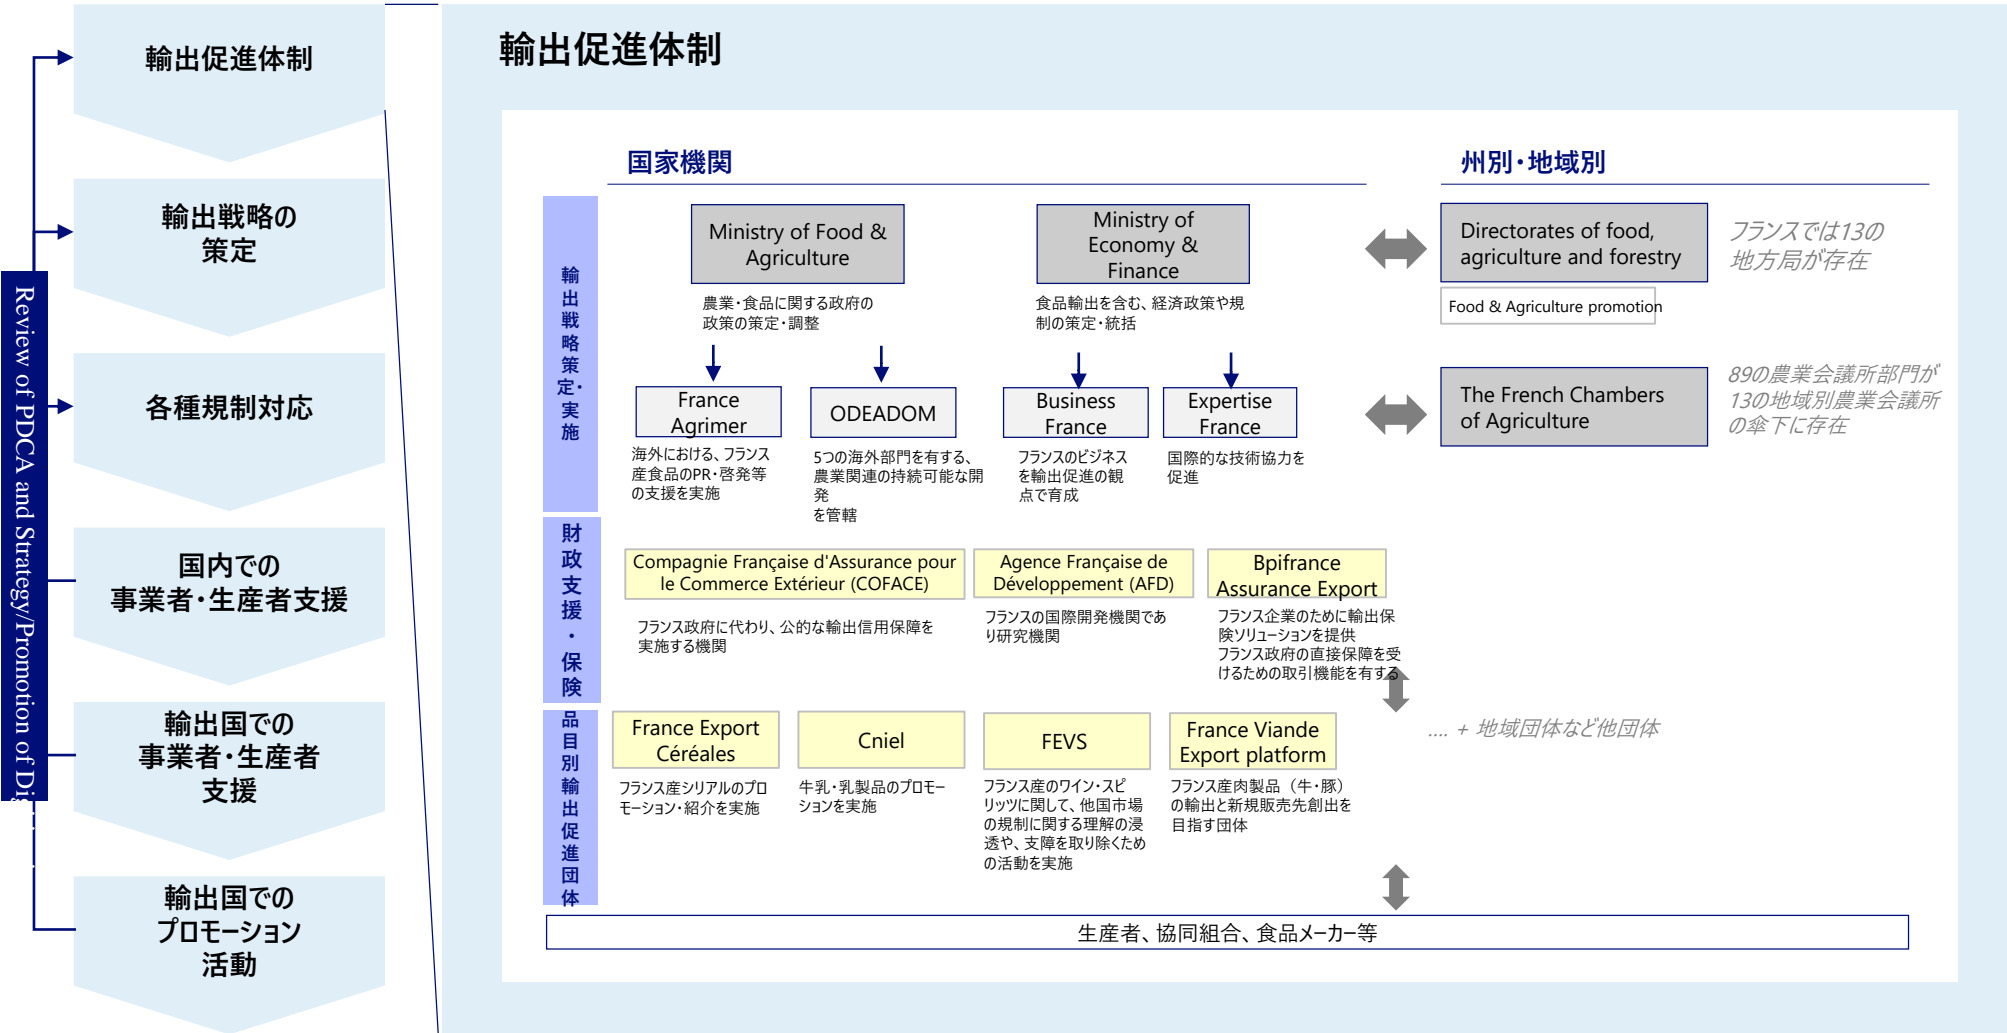 輸出促進体制
輸出戦略の
策定
各種規制対応
国内での
事業者・生産者支援
輸出国での
事業者・生産者
支援
輸出国での
プロモーション
活動
Review of PDCA and Strategy/Promotion of
輸出促進体制
国家機関
州別・地域別
輸出戦略策定・実施
Ministry of Food &
Agriculture
農業・食品に関する政府の
政策の策定・調整
Ministry of
Economy &
Finance
食品輸出を含む、経済政策や規
制の策定・統括
Directorates of food,
agriculture and forestry
Food & Agriculture promotion
フランスでは13の
地方局が存在
France
Agrimer
海外における、フランス
産食品のPR・啓発等
の支援を実施
ODEADOM
5つの海外部門を有する、
農業関連の持続可能な開
発
を管轄
Business
France
フランスのビジネス
を輸出促進の観
点で育成
Expertise
France
国際的な技術協力を
促進
The French Chambers
of Agriculture
89の農業会議所部門が
13の地域別農業会議所
の傘下に存在
財政支援・保険
Compagnie Française d'Assurance pour
le Commerce Extérieur (COFACE)
フランス政府に代わり、公的な輸出信用保障を
実施する機関
Agence Française de
Développement (AFD)
フランスの国際開発機関であ
り研究機関
Bpifrance
Assurance Export
フランス企業のために輸出保
険ソリューションを提供
フランス政府の直接保障を受
けるための取引機能を有する
品目別輸出促進団体
France Export
Céréales
フランス産シリアルのプロ
モーション・紹介を実施
Cniel
牛乳・乳製品のプロモー
ションを実施
FEVS
フランス産のワイン・スピ
リッツに関して、他国市場
の規制に関する理解の浸
透や、支障を取り除くため
の活動を実施
France Viande
Export platform
フランス産肉製品（牛・豚）
の輸出と新規販売先創出を
目指す団体
.... + 地域団体など他団体
生産者、協同組合、食品メーカー等